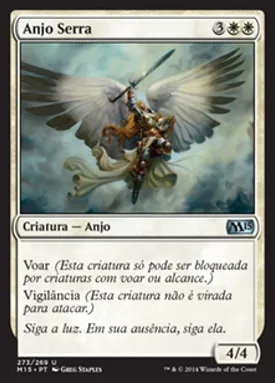 Anjo Serra 3
Criatura — Anjo M15
Voar (Esta criatura só pode ser bloqueada
por criaturas com voar ou alcance.)
Vigilância (Esta criatura não é virada
para atacar.)
Siga a luz. Em sua ausência, siga ela.
4/4
273/269 U
M15 • PT Greg Staples
™ & © 2014 Wizards of the Coast